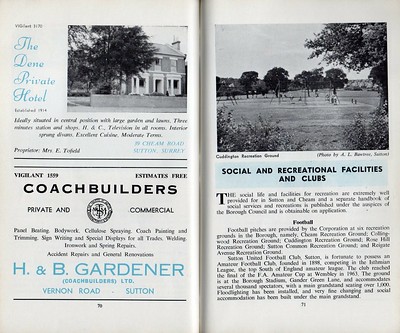 VIgilant 5170
The
Dene
Private
Hotel
Established 1914
Ideally situated in central position with large garden and lawns. Three
minutes station and shops. H. & C., Television in all rooms. Interior
sprung divans. Excellent Cuisine. Moderate Terms.
39 CHEAM ROAD
Proprietor: Mrs. E. Tofield
SUTTON, SURREY
VIGILANT 1559
ESTIMATES FREE
COACHBUILDERS
PRIVATE AND
COMMERCIAL
Panel Beating. Bodywork. Cellulose Spraying. Coach Painting and
Trimming. Sign Writing and Special Displays for all Trades. Welding.
Ironwork and Spring Repairs.
Accident Repairs and General Renovations
H. & B. GARDENER
(COACHBUILDERS) LTD.
VERNON ROAD - SUTTON
70
Cuddington Recreation Ground
(Photo by A. L. Bawtree, Sutton)
SOCIAL AND RECREATIONAL FACILITIES
AND CLUBS
THE social life and facilities for recreation are extremely well
provided for in Sutton and Cheam and a separate handbook of
social services and recreations is published under the auspices of
the Borough Council and is obtainable on application.
Football
Football pitches are provided by the Corporation at six recreation
grounds in the Borough, namely, Cheam Recreation Ground; Colling-
wood Recreation Ground; Cuddington Recreation Ground; Rose Hill
Recreation Ground; Sutton Common Recreation Ground and Reigate
Avenue Recreation Ground.
Sutton United Football Club, Sutton, is fortunate to possess an
Amateur Football Club, founded in 1898, competing in the Isthmian
League, the top South of England amateur league. The club reached
the final of the F.A. Amateur Cup at Wembley in 1963. The ground
is at the Borough Stadium, Gander Green Lane, and accommodates
several thousand spectators, with a main grandstand seating over 1,000.
Floodlighting has been installed, and very fine changing and social
accommodation has been built under the main grandstand.
71